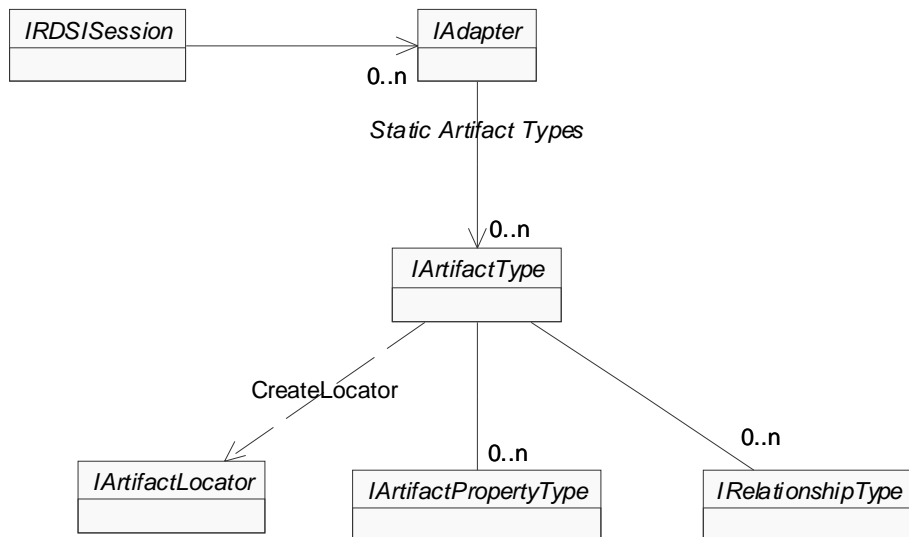 IRDSISession
IAdapter
0..n
Static Artifact Types
0..n
IArtifactType
CreateLocator
0..n
0..n
IArtifactLocator
IArtifactPropertyType
IRelationshipType